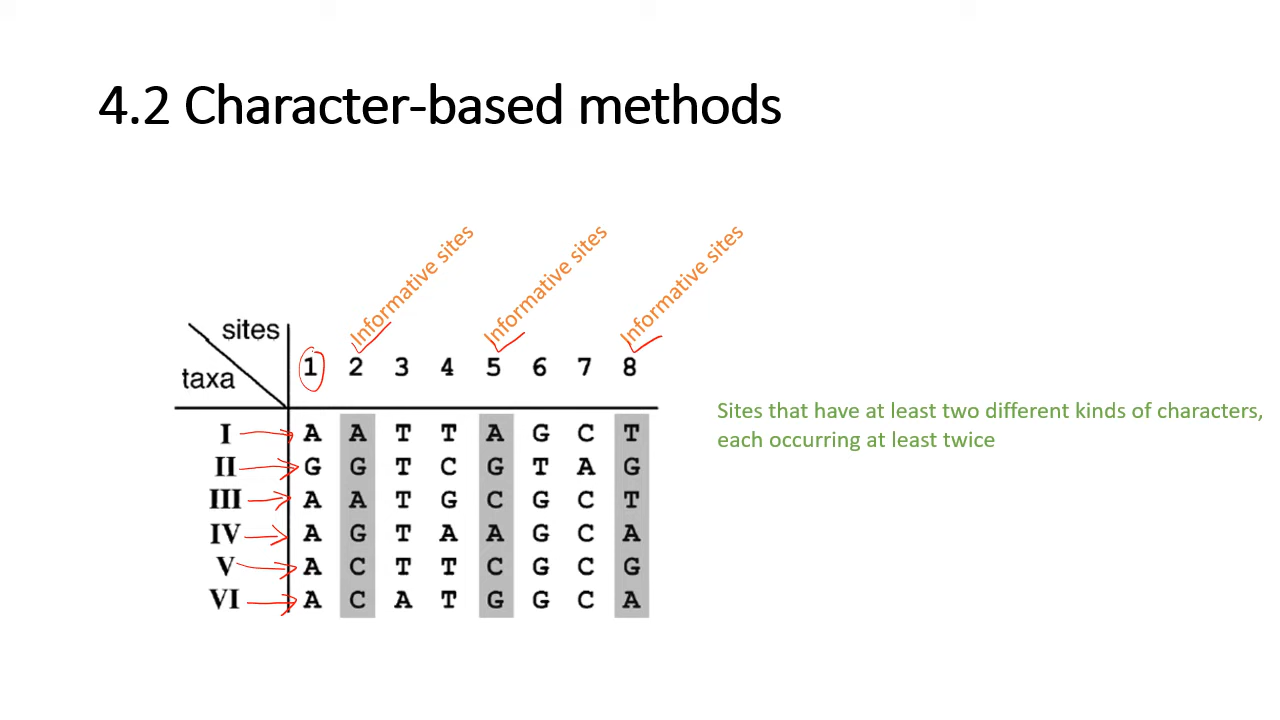 4.2 Character-based methods
Informative sites
Informative sites
Informative sites
sites
taxa
1 2 3 4 5 6 7 8
I A A T T A G C T
II G G T C G T A G
III A A T G C G C T
IV A G T A A G C A
V A C T T C G C G
VI A C A T G G C A
Sites that have at least two different kinds of characters,
each occurring at least twice